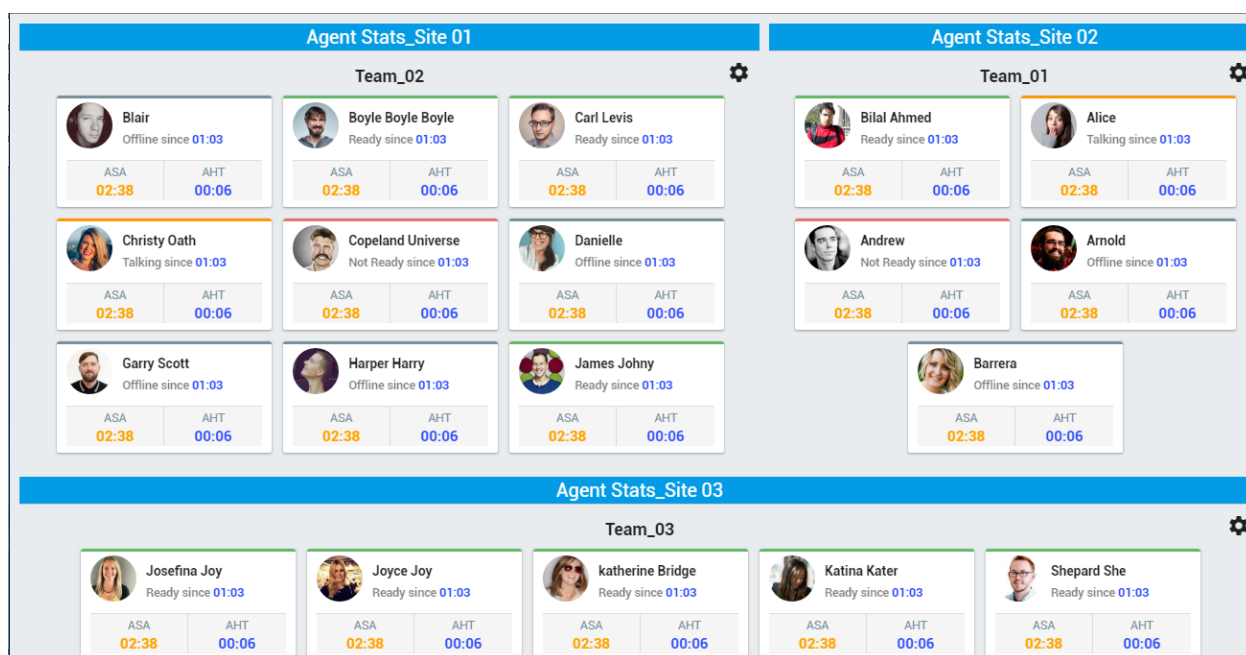 Agent Stats_Site 01
Team_02
Blair
Offline since 01:03
ASA AHT
02:38 00:06
Boyle Boyle Boyle
Ready since 01:03
ASA AHT
02:38 00:06
Carl Levis
Ready since 01:03
ASA AHT
02:38 00:06
Christy Oath
Talking since 01:03
ASA AHT
02:38 00:06
Copeland Universe
Not Ready since 01:03
ASA AHT
02:38 00:06
Danielle
Offline since 01:03
ASA AHT
02:38 00:06
Garry Scott
Offline since 01:03
ASA AHT
02:38 00:06
Harper Harry
Offline since 01:03
ASA AHT
02:38 00:06
James Johny
Ready since 01:03
ASA AHT
02:38 00:06
Agent Stats_Site 02
Team_01
Bilal Ahmed
Ready since 01:03
ASA AHT
02:38 00:06
Alice
Talking since 01:03
ASA AHT
02:38 00:06
Andrew
Not Ready since 01:03
ASA AHT
02:38 00:06
Arnold
Offline since 01:03
ASA AHT
02:38 00:06
Barrera
Offline since 01:03
ASA AHT
02:38 00:06
Agent Stats_Site 03
Team_03
Josefina Joy
Ready since 01:03
ASA AHT
02:38 00:06
Joyce Joy
Ready since 01:03
ASA AHT
02:38 00:06
katherine Bridge
Ready since 01:03
ASA AHT
02:38 00:06
Katina Kater
Ready since 01:03
ASA AHT
02:38 00:06
Shepard She
Ready since 01:03
ASA AHT
02:38 00:06